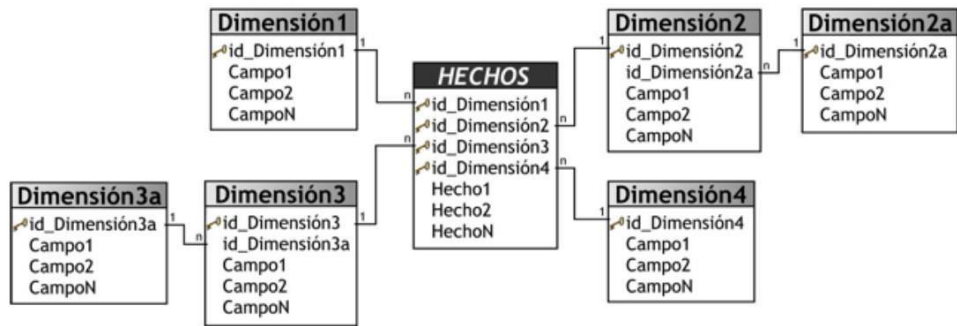 Dimensión1
id_Dimensión1
Campo1
Campo2
CampoN
1
n
HECHOS
id_Dimensión1
id_Dimensión2
id_Dimensión3
id_Dimensión4
Hecho1
Hecho2
HechoN
n
n
n
Dimensión2
id_Dimensión2
id_Dimensión2a
Campo1
Campo2
CampoN
1
n
Dimensión2a
id_Dimensión2a
Campo1
Campo2
CampoN
1
Dimensión3a
id_Dimensión3a
Campo1
Campo2
CampoN
1
n
Dimensión3
id_Dimensión3
id_Dimensión3a
Campo1
Campo2
CampoN
1
Dimensión4
id_Dimensión4
Campo1
Campo2
CampoN
1